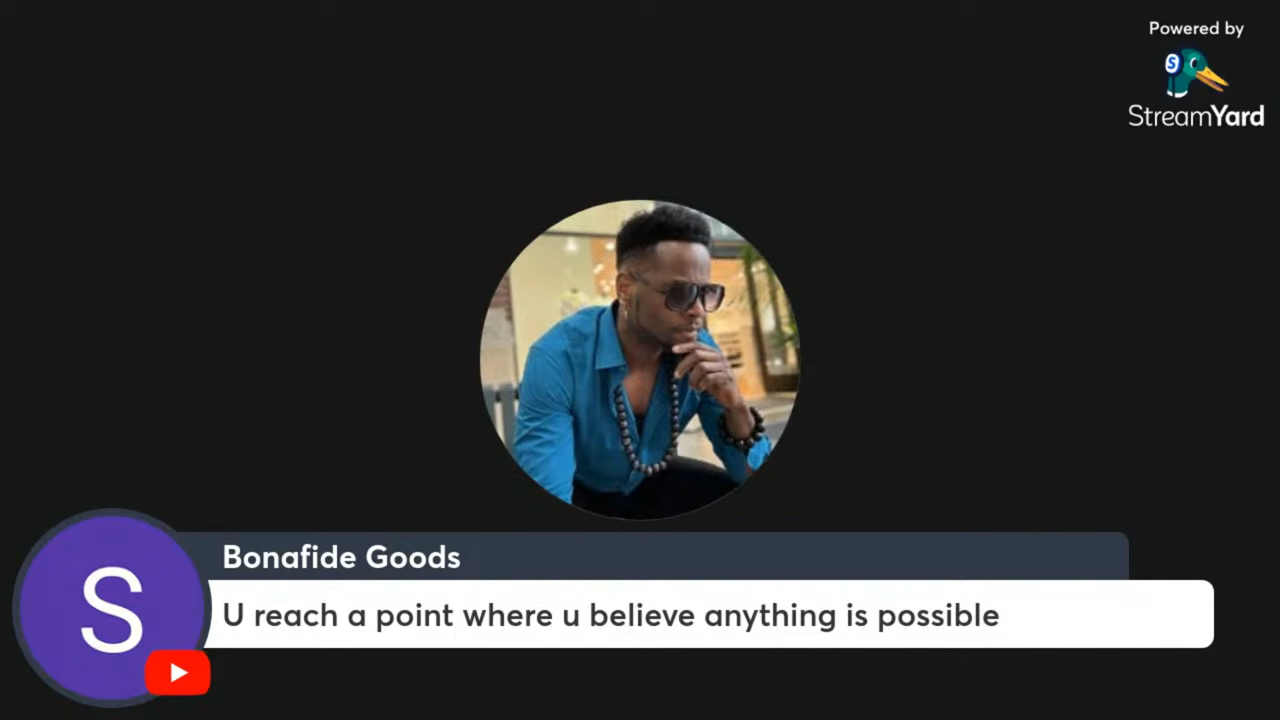 Powered by
S
StreamYard
Bonafide Goods
S
U reach a point where u believe anything is possible